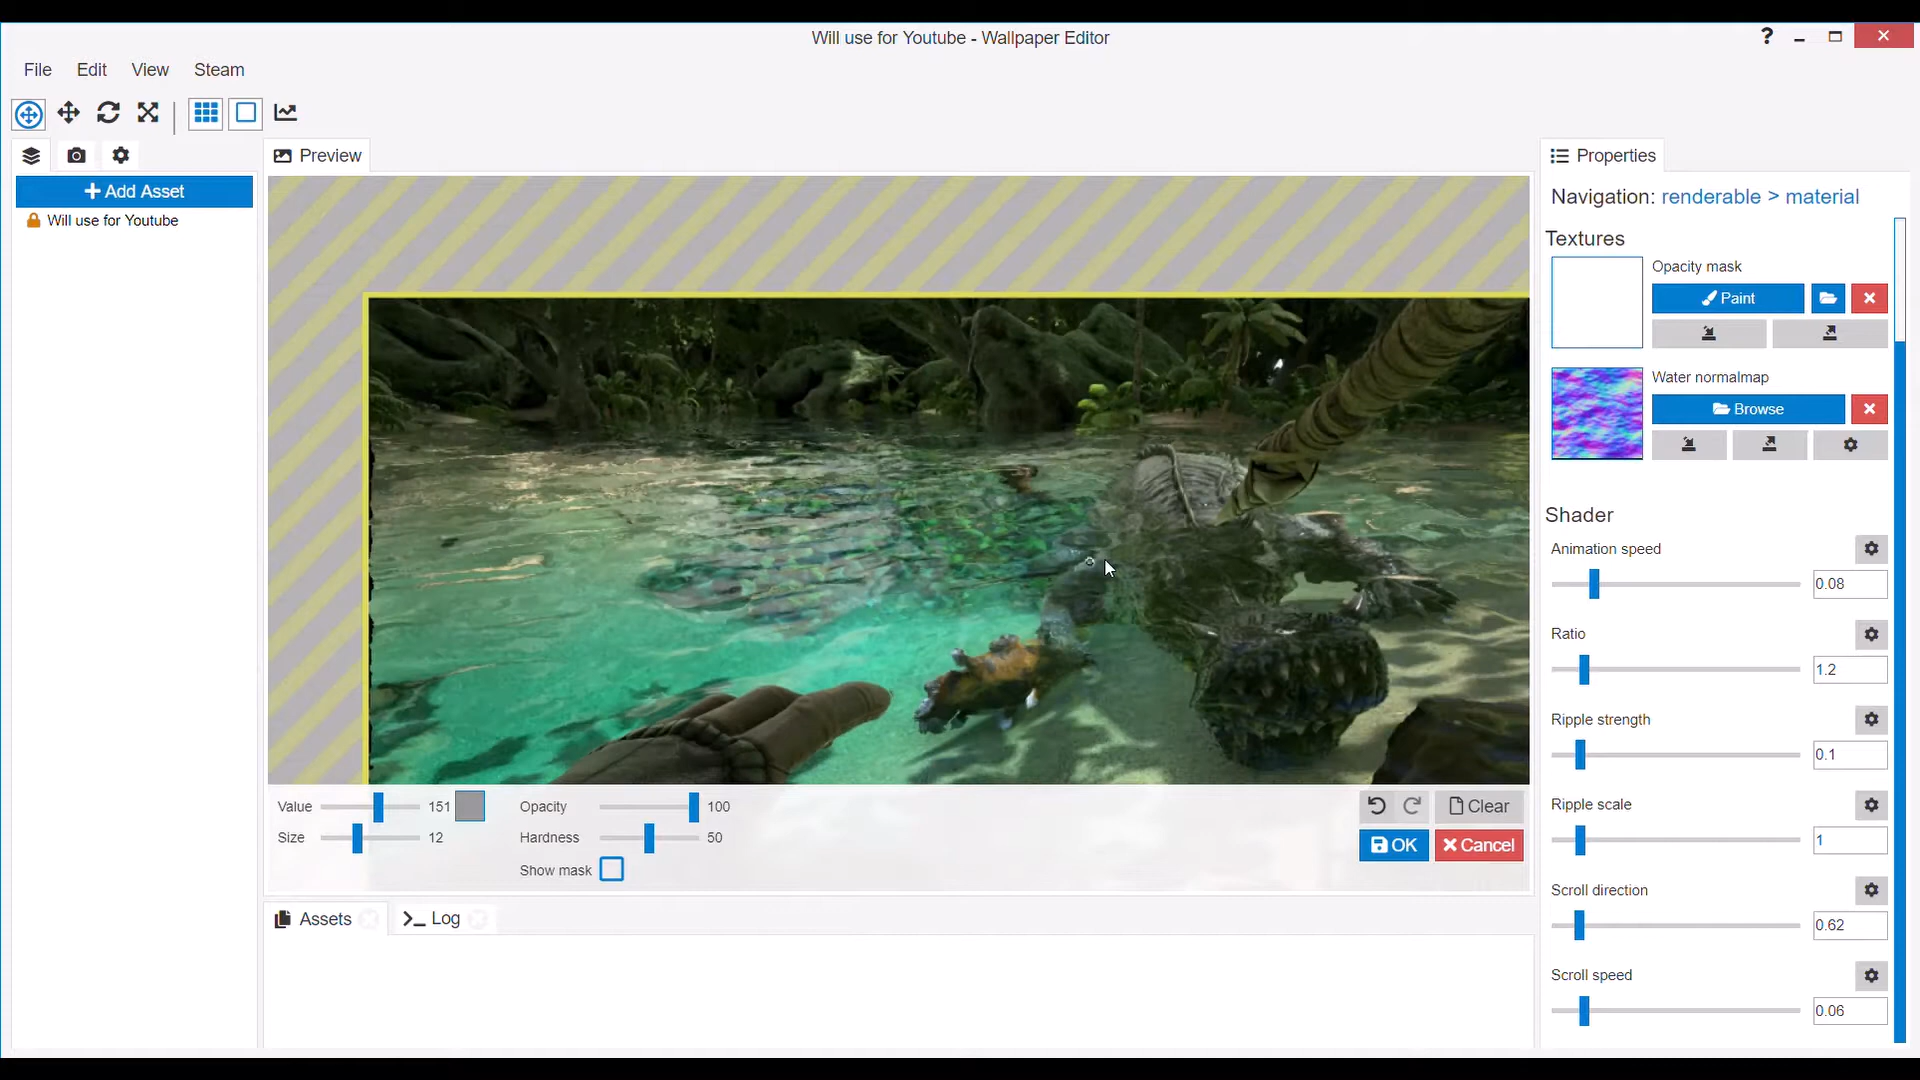 Will use for Youtube - Wallpaper Editor
?
File Edit View Steam
Preview
Properties
Add Asset
Will use for Youtube
Navigation: renderable > material
Textures
Opacity mask
Paint
Water normalmap
Browse
Shader
Animation speed
0.08
Ratio
1.2
Ripple strength
0.1
Ripple scale
1
Scroll direction
0.62
Scroll speed
0.06
Value 151 Opacity 100 Clear
Size 12 Hardness 50 OK Cancel
Show mask
Assets Log